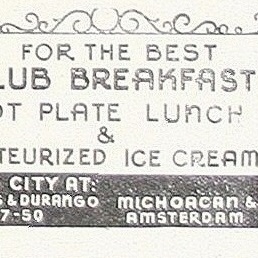 FOR THE BEST
LUB BREAKFAST
OT PLATE LUNCH
&
TEURIZED ICE CREAM
CITY AT:
& DURANGO MICHOACAN &
7-50 AMSTERDAM